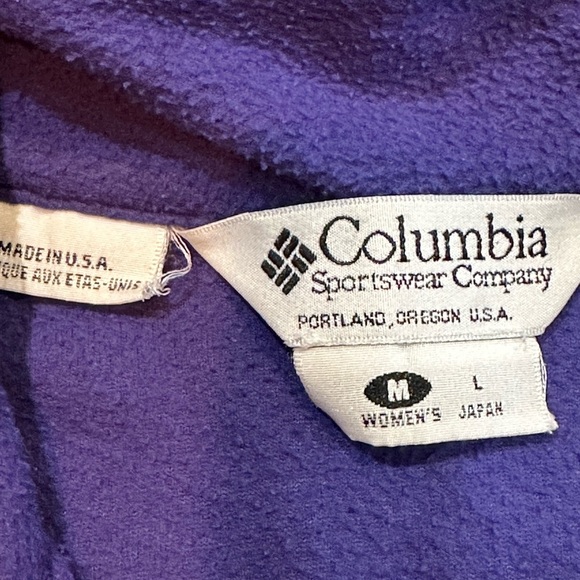 MADE IN U.S.A.
QUE AUX ETAS-UNIS
Columbia
Sportswear Company
PORTLAND, OREGON U.S.A.
M L
WOMEN'S JAPAN